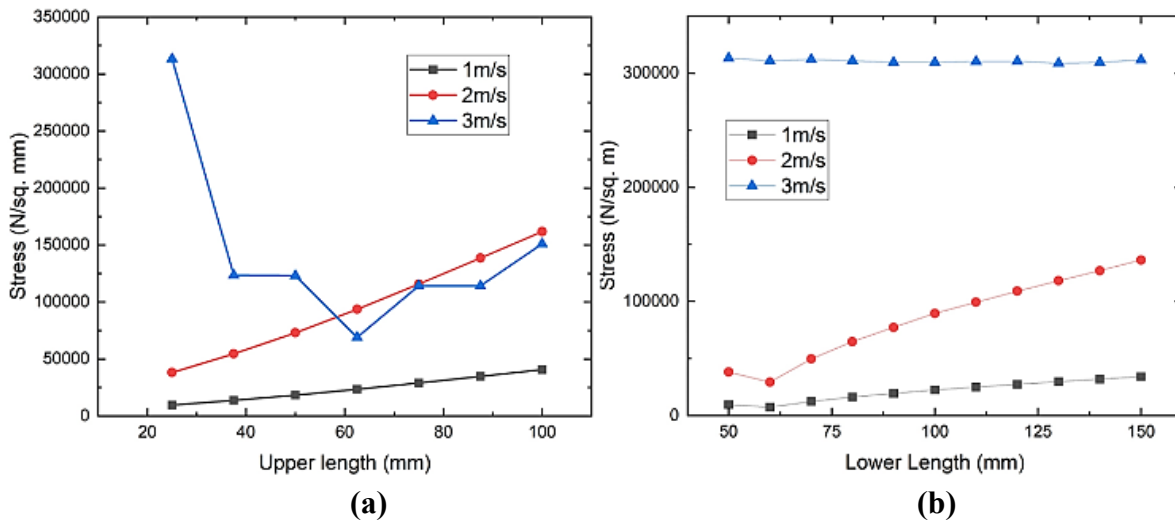 350000
300000
250000
200000
150000
100000
50000
0
Stress (N/sq. mm)
1m/s
2m/s
3m/s
20
40
60
80
100
Upper length (mm)
(a)
300000
200000
100000
0
Stress (N/sq. m)
1m/s
2m/s
3m/s
50
75
100
125
150
Lower Length (mm)
(b)